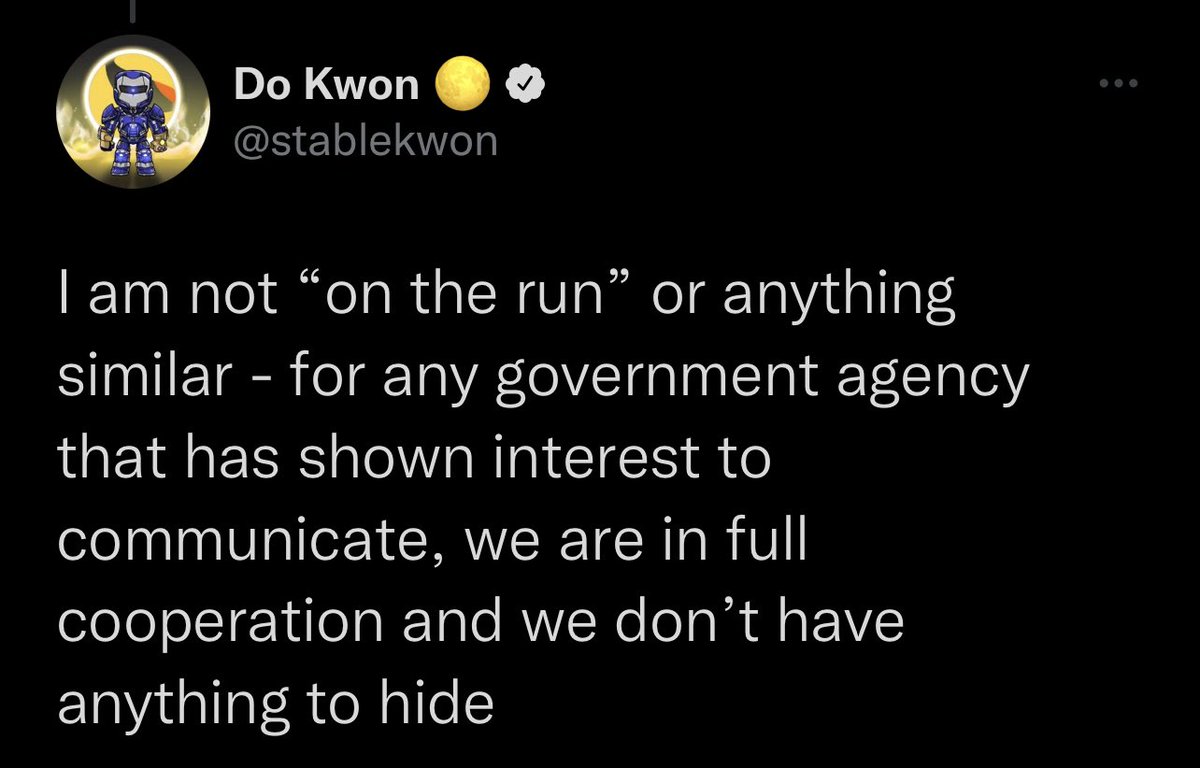 Do Kwon 🌕
@stablekwon
I am not “on the run” or anything
similar - for any government agency
that has shown interest to
communicate, we are in full
cooperation and we don’t have
anything to hide